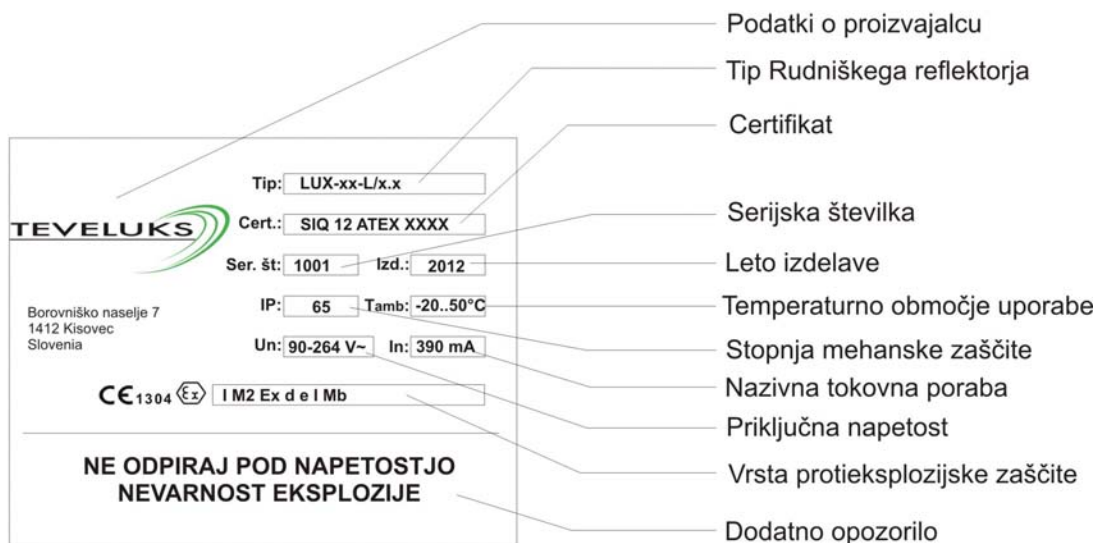 Podatki o proizvajalcu
Tip Rudniškega reflektorja
Certifikat
Serijska številka
Leto izdelave
Temperaturno območje uporabe
Stopnja mehanske zaščite
Nazivna tokovna poraba
Priključna napetost
Vrsta protieksplozijske zaščite
Dodatno opozorilo
TEVELUKS
Borovniško naselje 7
1412 Kisovec
Slovenia
Tip: LUX-xx-L/x.x
Cert.: SIQ 12 ATEX XXXX
Ser. št: 1001 Izd.: 2012
IP: 65 Tamb: -20..50°C
Un: 90-264 V~ In: 390 mA
CE 1304 Ex I M2 Ex d e I Mb
NE ODPIRAJ POD NAPETOSTJO
NEVARNOST EKSPLOZIJE